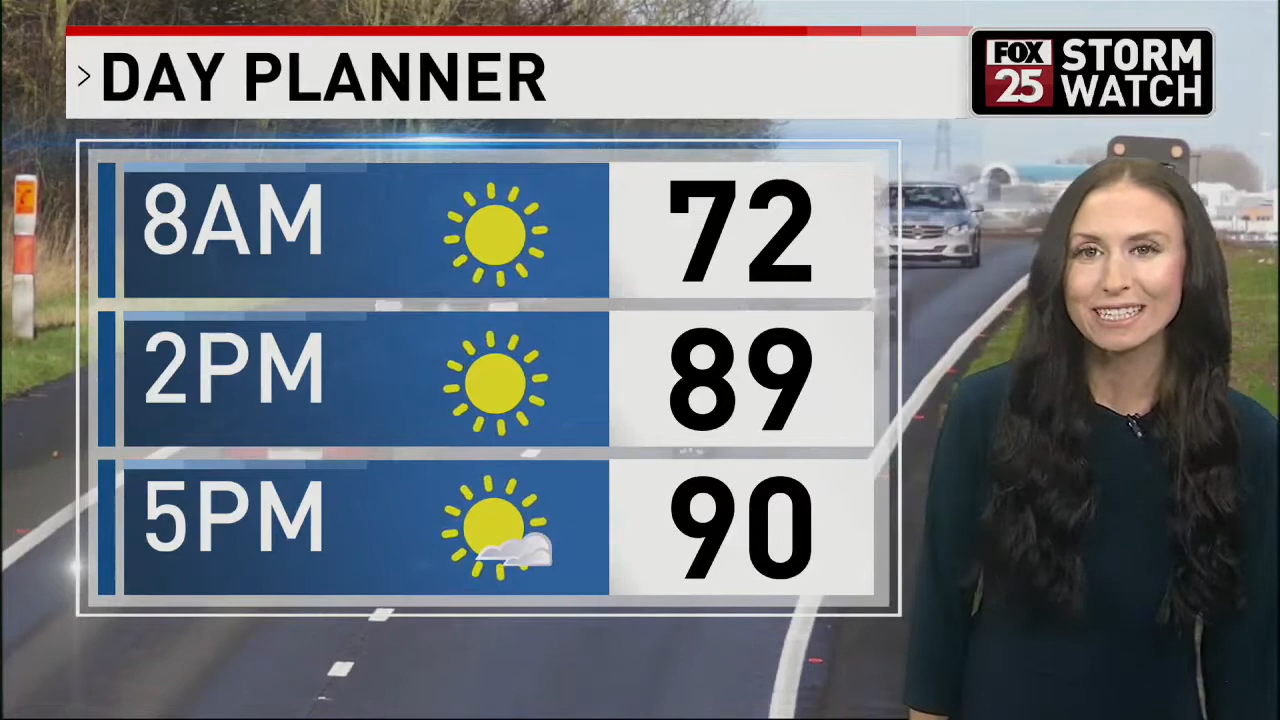 DAY PLANNER
FOX 25
STORM WATCH
8AM 72
2PM 89
5PM 90